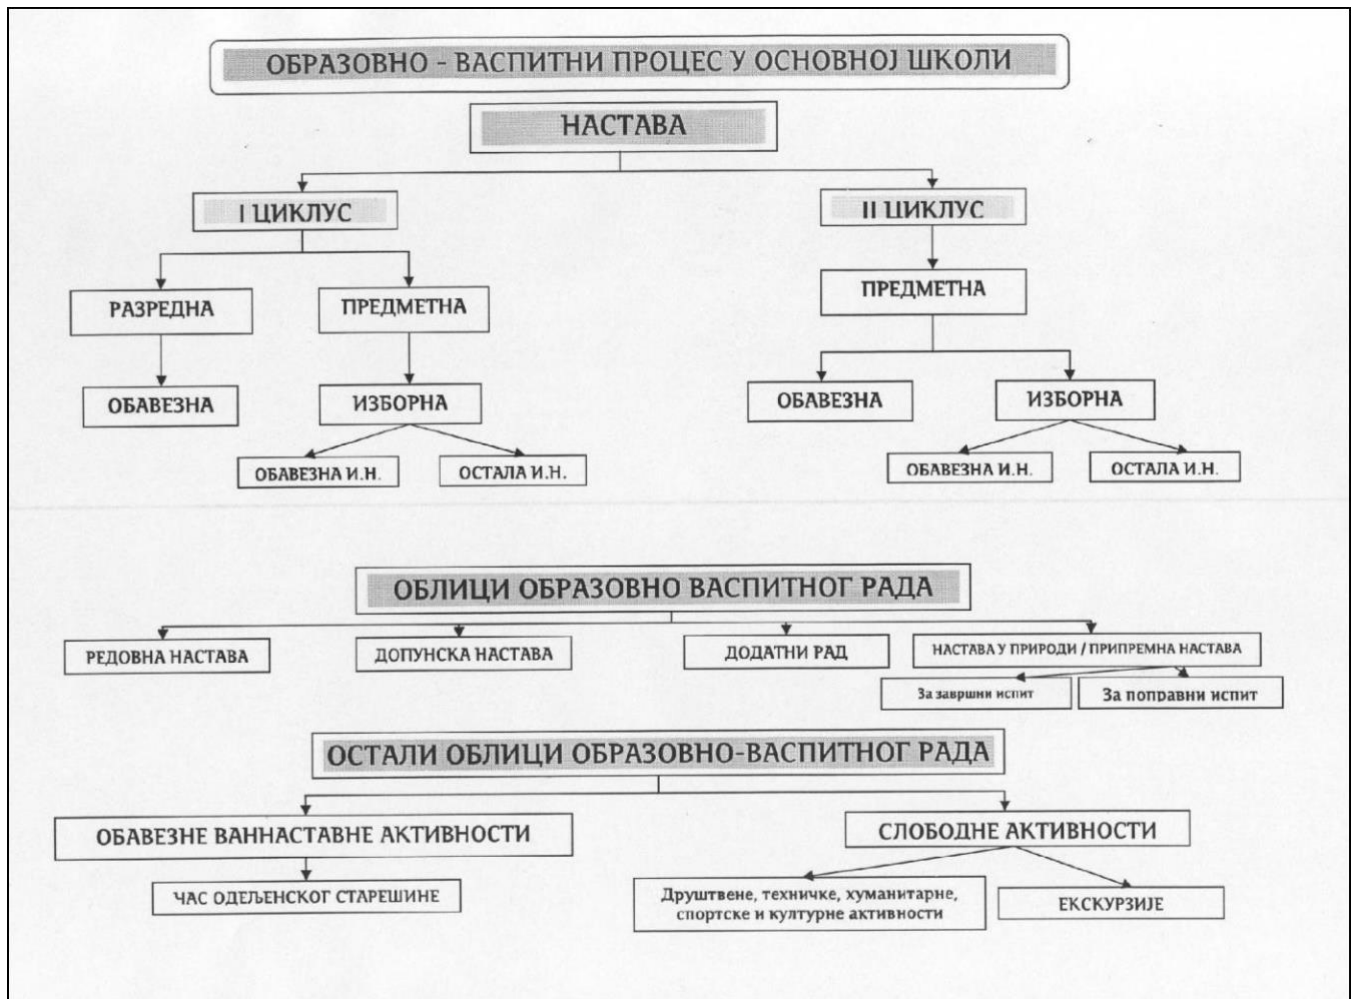 ОБРАЗОВНО - ВАСПИТНИ ПРОЦЕС У ОСНОВНОЈ ШКОЛИ
НАСТАВА
I ЦИКЛУС
II ЦИКЛУС
РАЗРЕДНА
ПРЕДМЕТНА
ПРЕДМЕТНА
ОБАВЕЗНА
ИЗБОРНА
ОБАВЕЗНА
ИЗБОРНА
ОБАВЕЗНА И.Н.
ОСТАЛА И.Н.
ОБАВЕЗНА И.Н.
ОСТАЛА И.Н.
ОБЛИЦИ ОБРАЗОВНО ВАСПИТНОГ РАДА
РЕДОВНА НАСТАВА
ДОПУНСКА НАСТАВА
ДОДАТНИ РАД
НАСТАВА У ПРИРОДИ / ПРИПРЕМНА НАСТАВА
За завршни испит
За поправни испит
ОСТАЛИ ОБЛИЦИ ОБРАЗОВНО-ВАСПИТНОГ РАДА
ОБАВЕЗНЕ ВАННАСТАВНЕ АКТИВНОСТИ
СЛОБОДНЕ АКТИВНОСТИ
ЧАС ОДЕЉЕНСКОГ СТАРЕШИНЕ
Друштвене, техничке, хуманитарне,
спортске и културне активности
ЕКСКУРЗИЈЕ